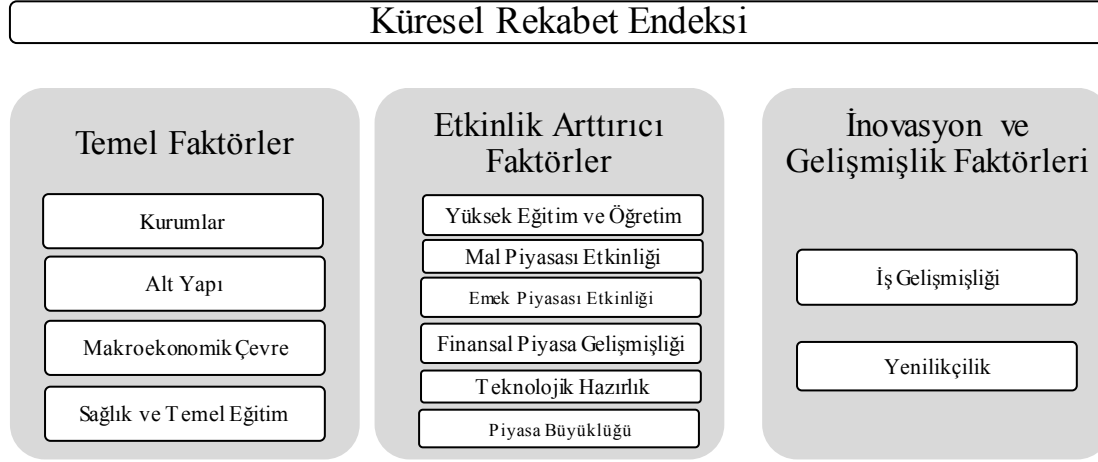 Küresel Rekabet Endeksi
Temel Faktörler
Kurumlar
Alt Yapı
Makroekonomik Çevre
Sağlık ve Temel Eğitim
Etkinlik Arttırıcı
Faktörler
Yüksek Eğitim ve Öğretim
Mal Piyasası Etkinliği
Emek Piyasası Etkinliği
Finansal Piyasa Gelişmişliği
Teknolojik Hazırlık
Piyasa Büyüklüğü
İnovasyon ve
Gelişmişlik Faktörleri
İş Gelişmişliği
Yenilikçilik